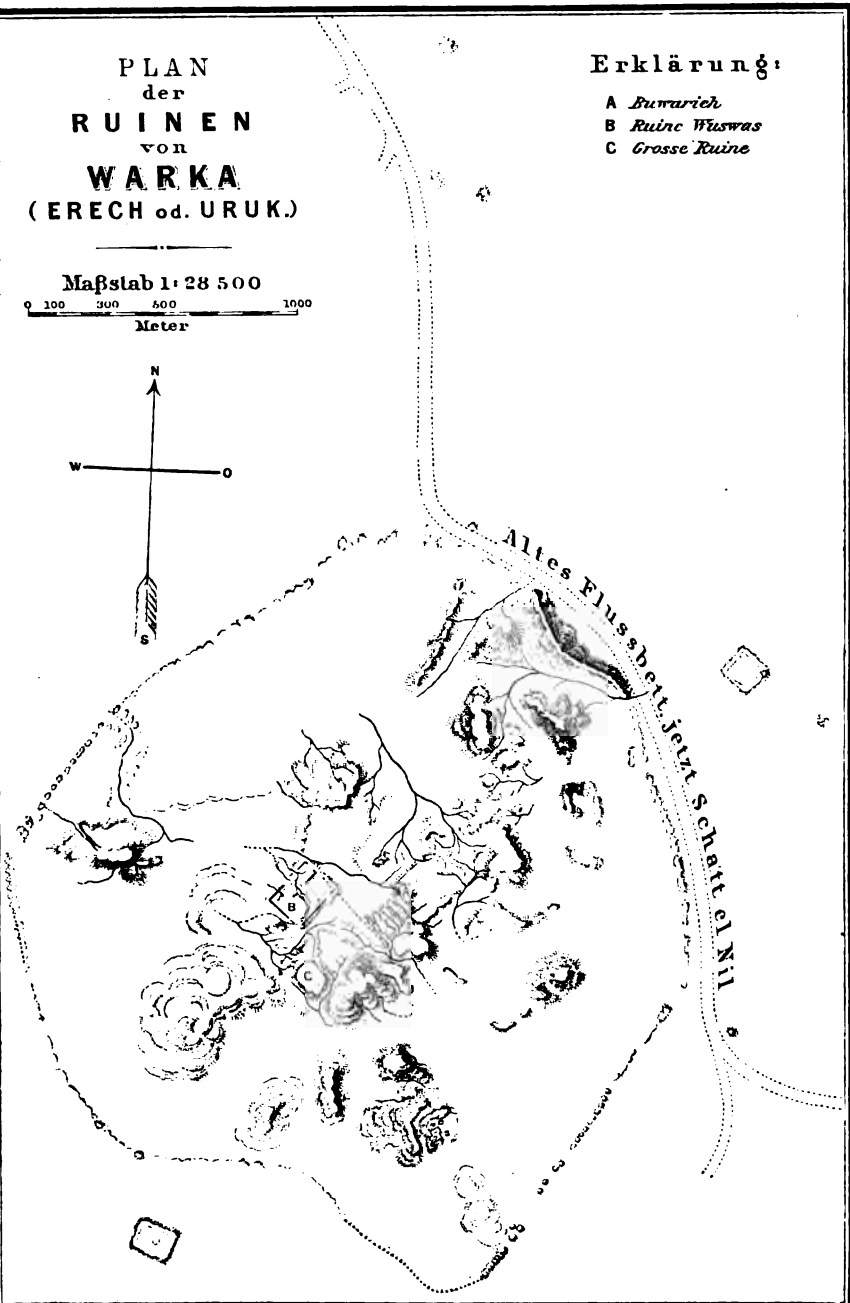 PLAN
der
RUINEN
von
WARKA
(ERECH od. URUK.)
Maßstab 1:28 500
0 100 300 500 1000
Meter
Erklärung:
A Buwarieh
B Ruine Wuswas
C Grosse Ruine
N
W O
S
Altes Flussbett, jetzt Schatt el Nil
B
C